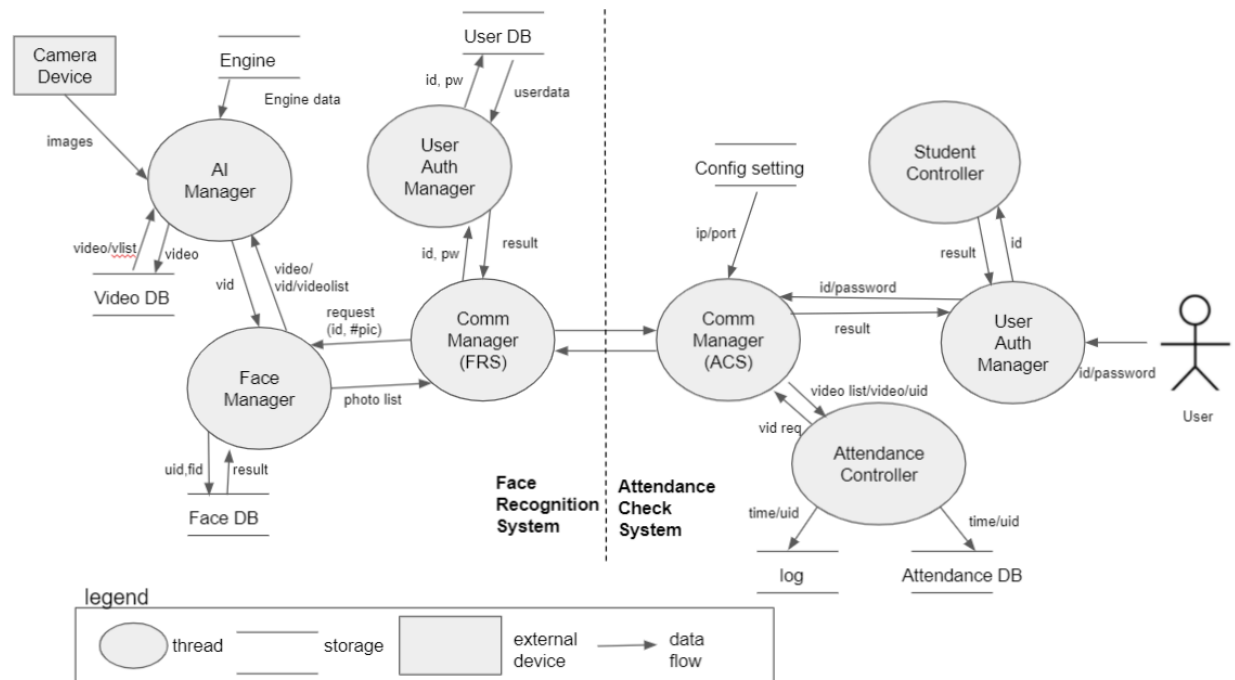 Camera
Device
Engine
Engine data
images
AI
Manager
video/vlist
video
Video DB
vid
video/
vid/videolist
User DB
id, pw
userdata
User
Auth
Manager
id, pw
result
request
(id, #pic)
Comm
Manager
(FRS)
Face
Manager
photo list
uid,fid
result
Face DB
Face
Recognition
System
Attendance
Check
System
Config setting
ip/port
Comm
Manager
(ACS)
id/password
result
Student
Controller
result
id
User
Auth
Manager
id/password
User
video list/video/uid
vid req
Attendance
Controller
time/uid
time/uid
log
Attendance DB
legend
thread
storage
external
device
data
flow